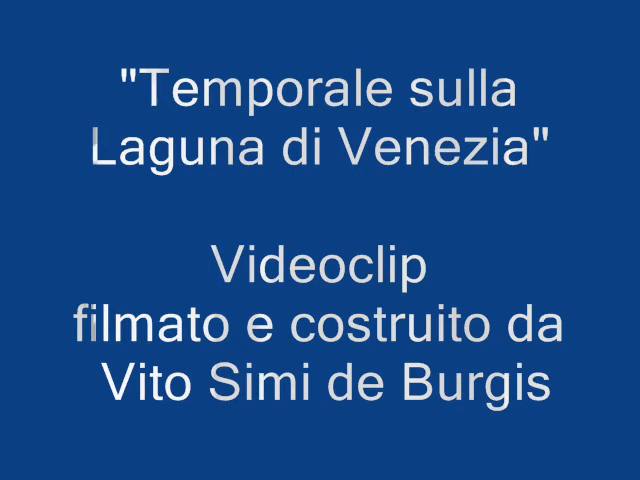 "Temporale sulla
Laguna di Venezia"
Videoclip
filmato e costruito da
Vito Simi de Burgis